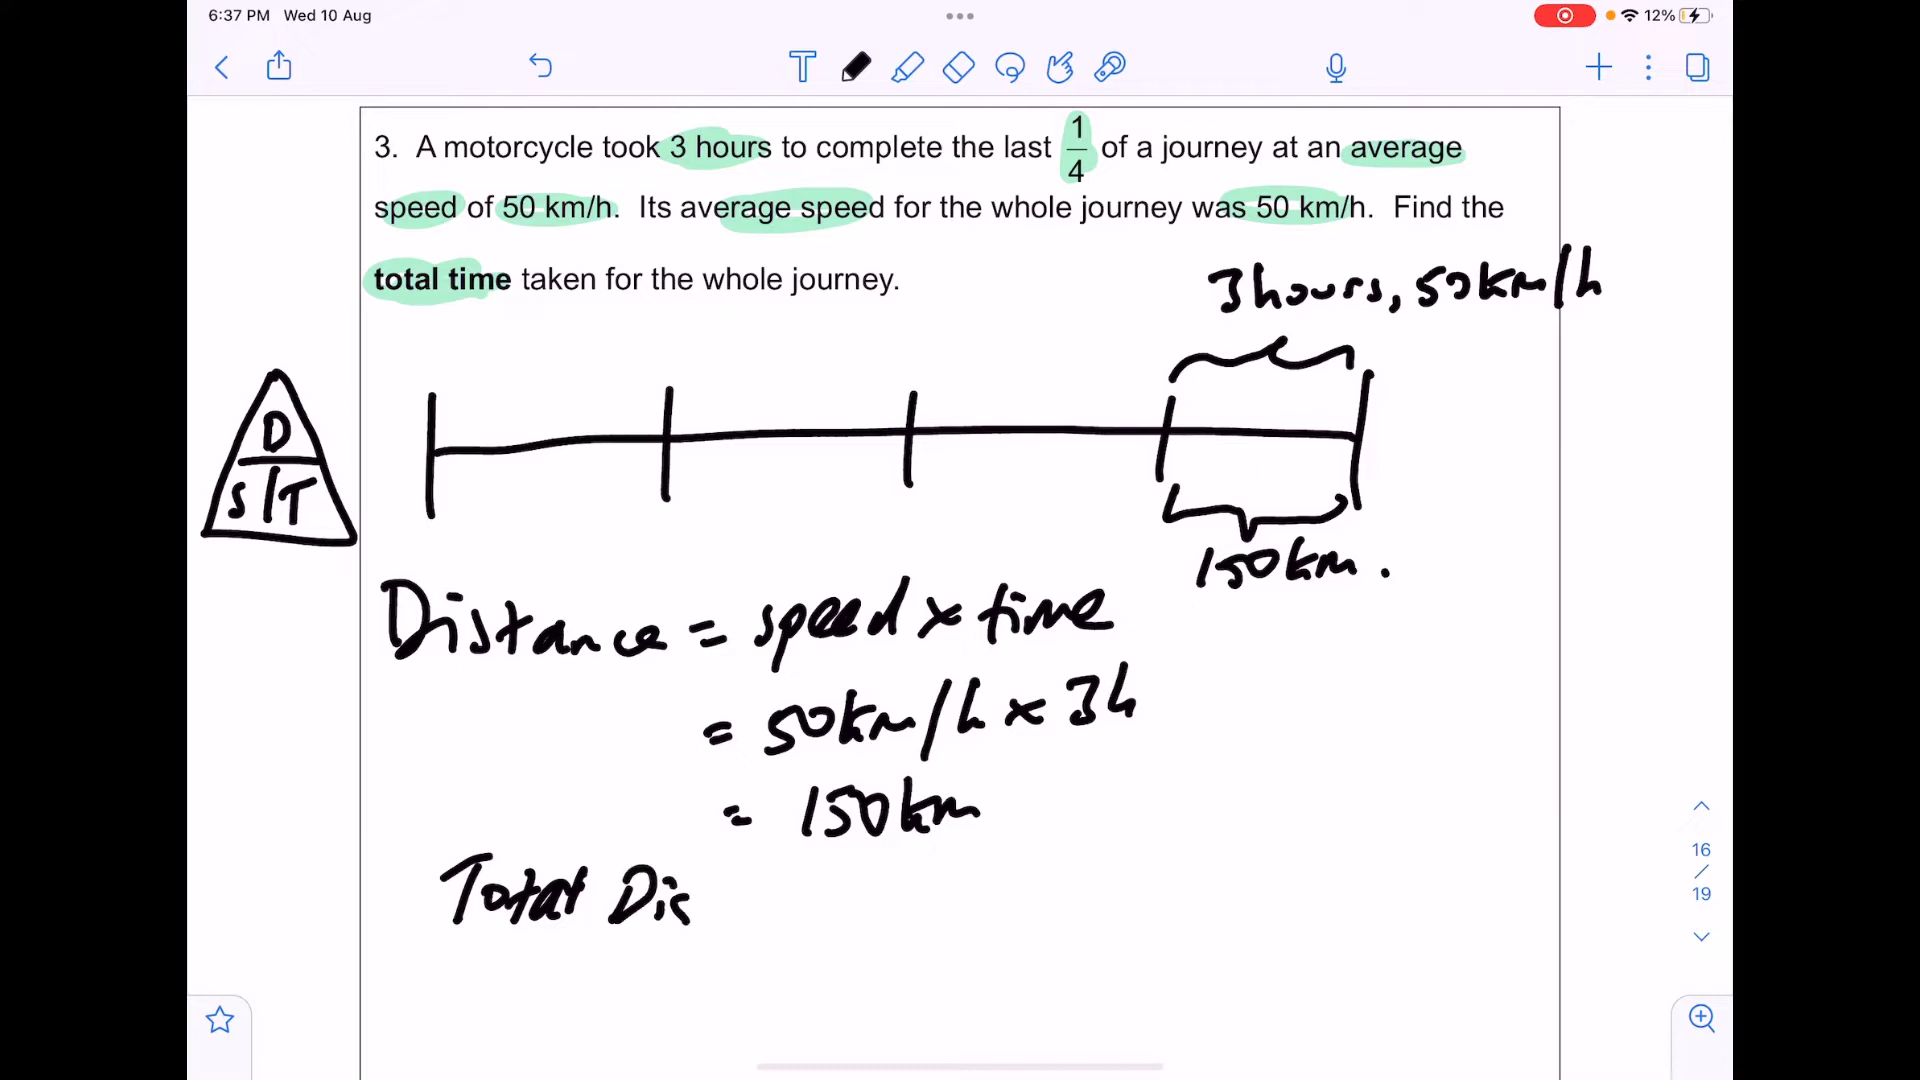 6:37 PM Wed 10 Aug
12%
3. A motorcycle took 3 hours to complete the last 1/4 of a journey at an average
speed of 50 km/h. Its average speed for the whole journey was 50 km/h. Find the
total time taken for the whole journey.
3 hours, 50km/h
D
S/T
150km.
Distance = speed x time
= 50km/h x 3h
= 150km
Total Dis
16
/
19